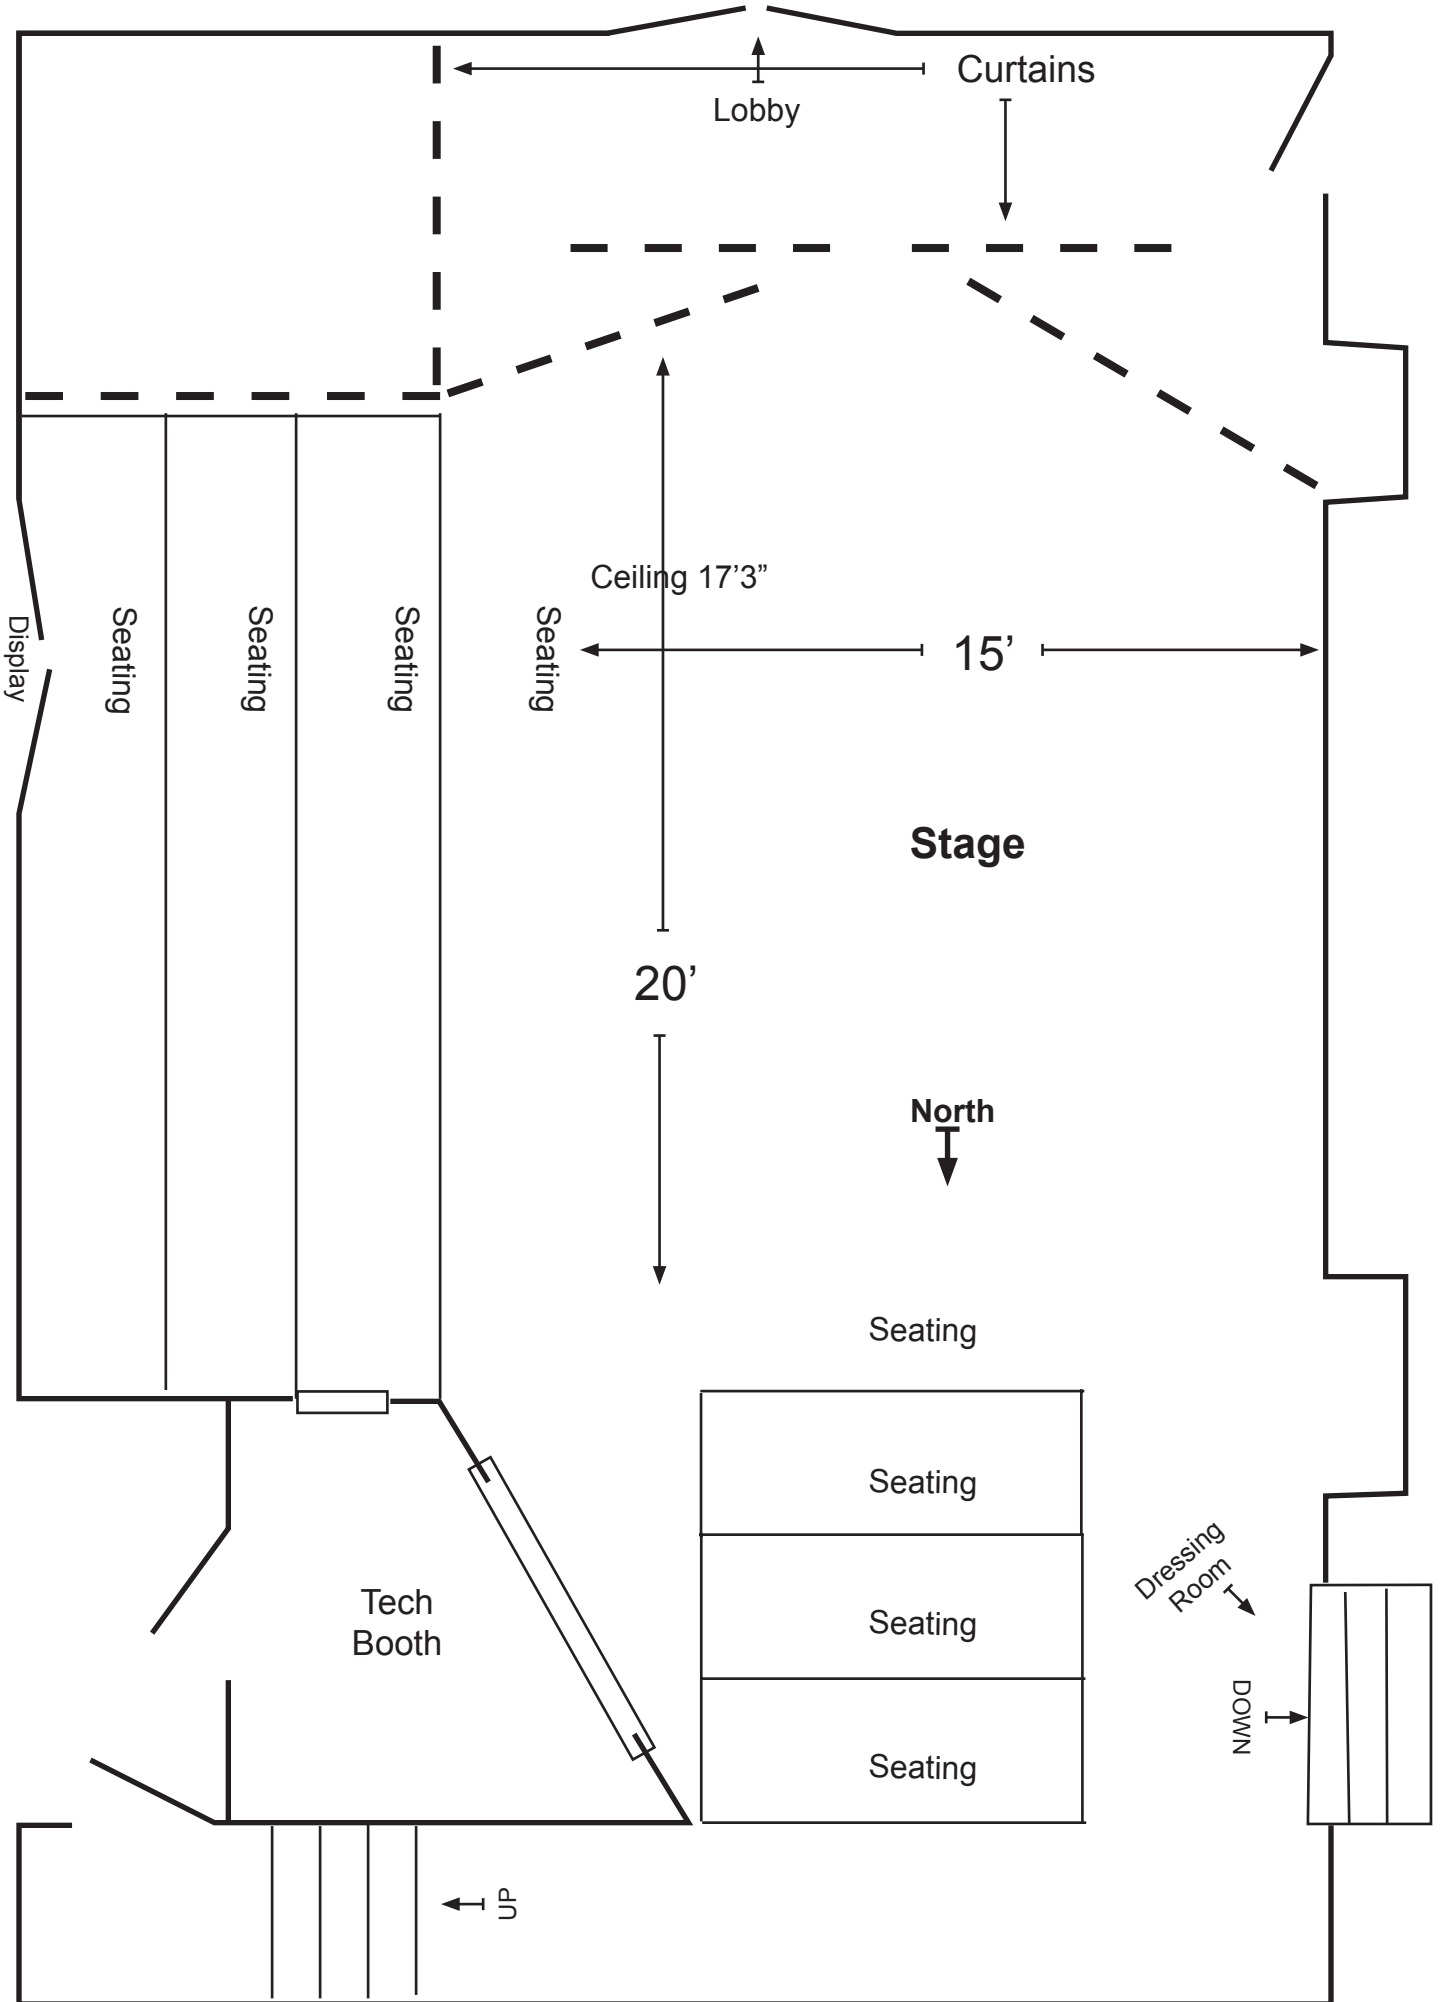 Curtains
Lobby
Ceiling 17'3”
Display
Seating
Seating
Seating
Seating
15’
Stage
20’
North
Seating
Seating
Seating
Seating
Tech
Booth
Dressing
Room
DOWN
UP